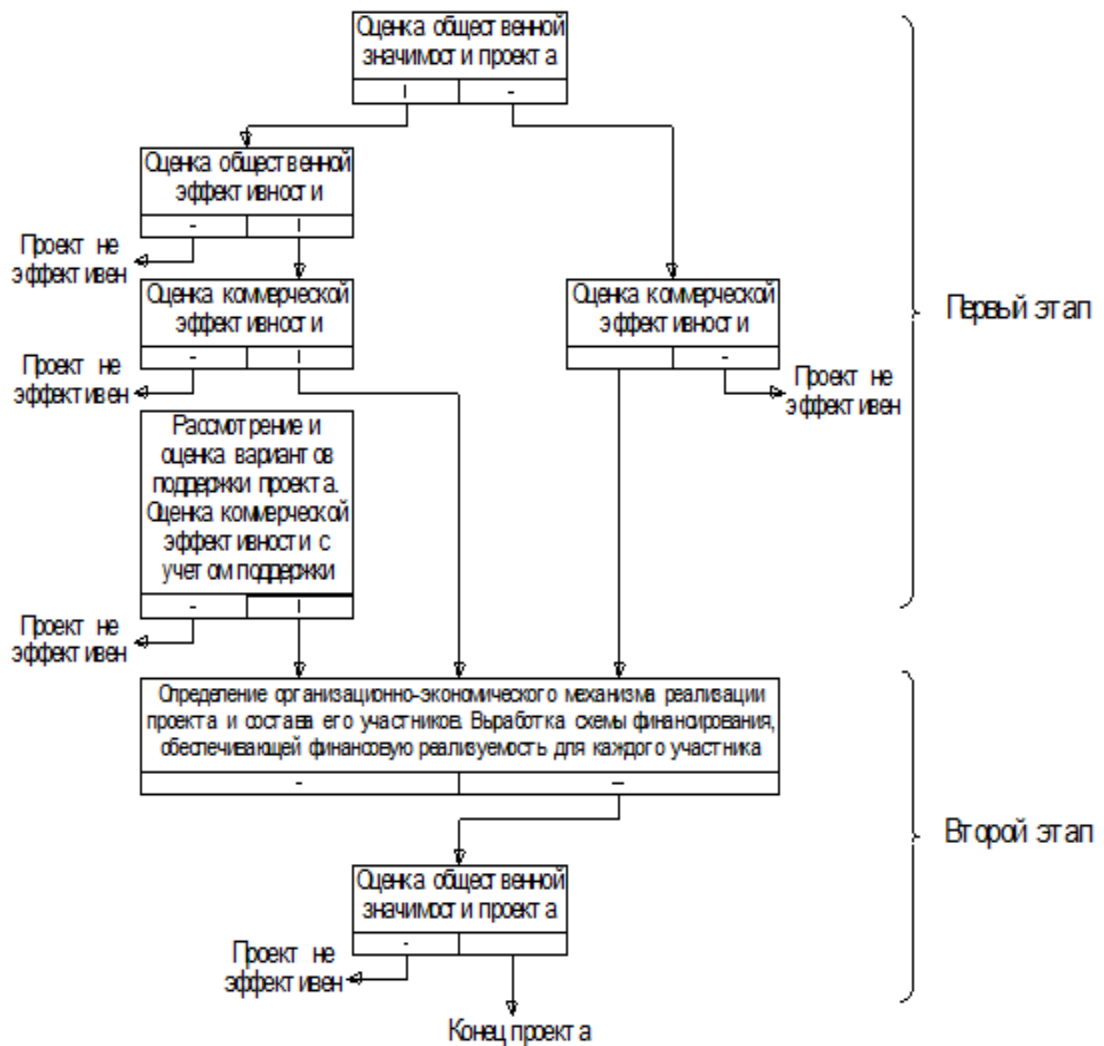 Оценка общественной
значимости проекта
| -
Оценка общественной
эффективности
- |
Проект не
эффективен
Оценка коммерческой
эффективности
- |
Проект не
эффективен
Оценка коммерческой
эффективности
-
Проект не
эффективен
Первый этап
Рассмотрение и
оценка вариантов
поддержки проекта.
Оценка коммерческой
эффективности с
учетом поддержки
- |
Проект не
эффективен
Определение организационно-экономического механизма реализации
проекта и состава его участников. Выработка схемы финансирования,
обеспечивающей финансовую реализуемость для каждого участника
- –
Второй этап
Оценка общественной
значимости проекта
-
Проект не
эффективен
Конец проекта